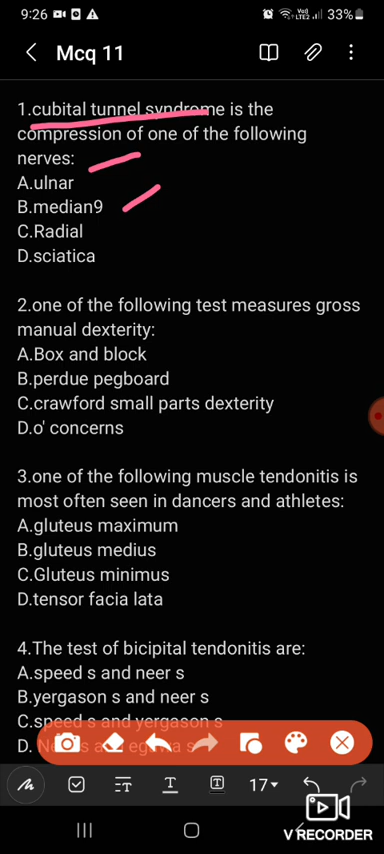 9:26
Vo)
LTE2
33%
Mcq 11
1.cubital tunnel syndrome is the
compression of one of the following
nerves:
A.ulnar
B.median9
C.Radial
D.sciatica
2.one of the following test measures gross
manual dexterity:
A.Box and block
B.perdue pegboard
C.crawford small parts dexterity
D.o' concerns
3.one of the following muscle tendonitis is
most often seen in dancers and athletes:
A.gluteus maximum
B.gluteus medius
C.Gluteus minimus
D.tensor facia lata
4.The test of bicipital tendonitis are:
A.speed s and neer s
B.yergason s and neer s
C.speed s and yergason s
D.
17
V RECORDER